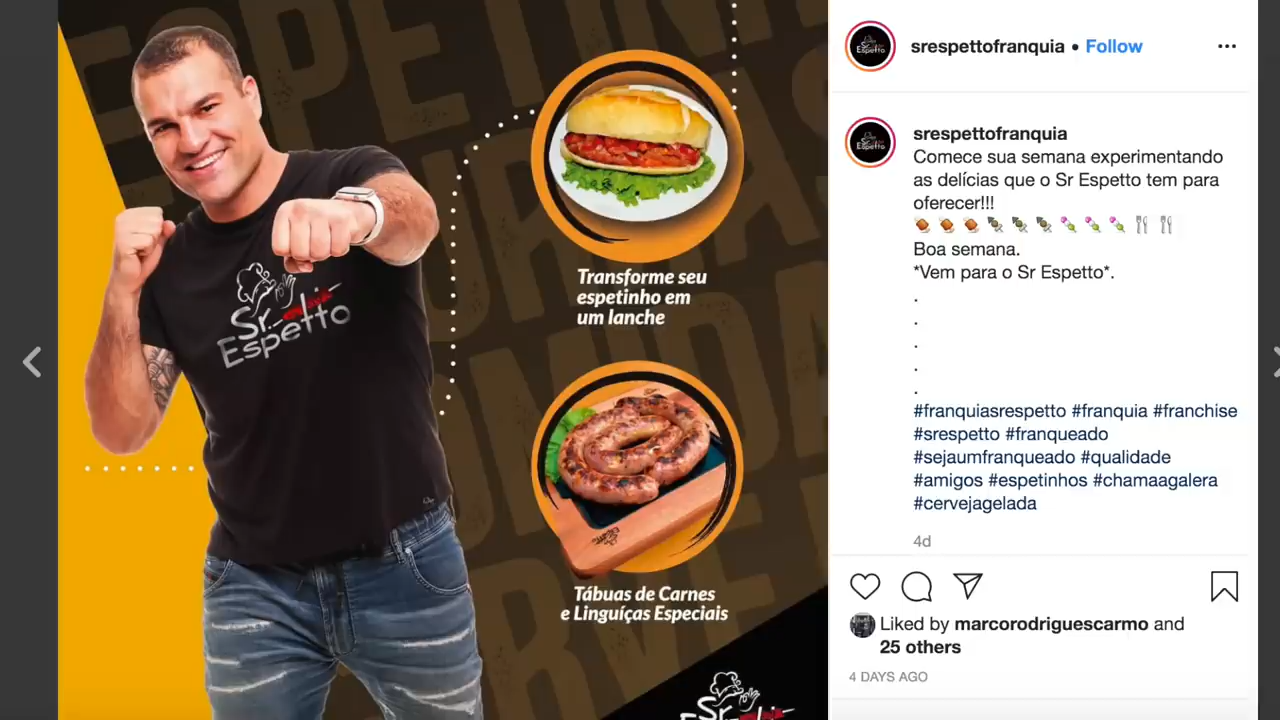 Sr.
Espetto
Transforme seu
espetinho em
um lanche
Tábuas de Carnes
e Linguiças Especiais
Sr.
srespettofranquia • Follow
srespettofranquia
Comece sua semana experimentando
as delícias que o Sr Espetto tem para
oferecer!!!
Boa semana.
*Vem para o Sr Espetto*.
.
.
.
.
.
#franquiasrespetto #franquia #franchise
#srespetto #franqueado
#sejaumfranqueado #qualidade
#amigos #espetinhos #chamaagalera
#cervejagelada
4d
Liked by marcorodriguescarmo and
25 others
4 DAYS AGO